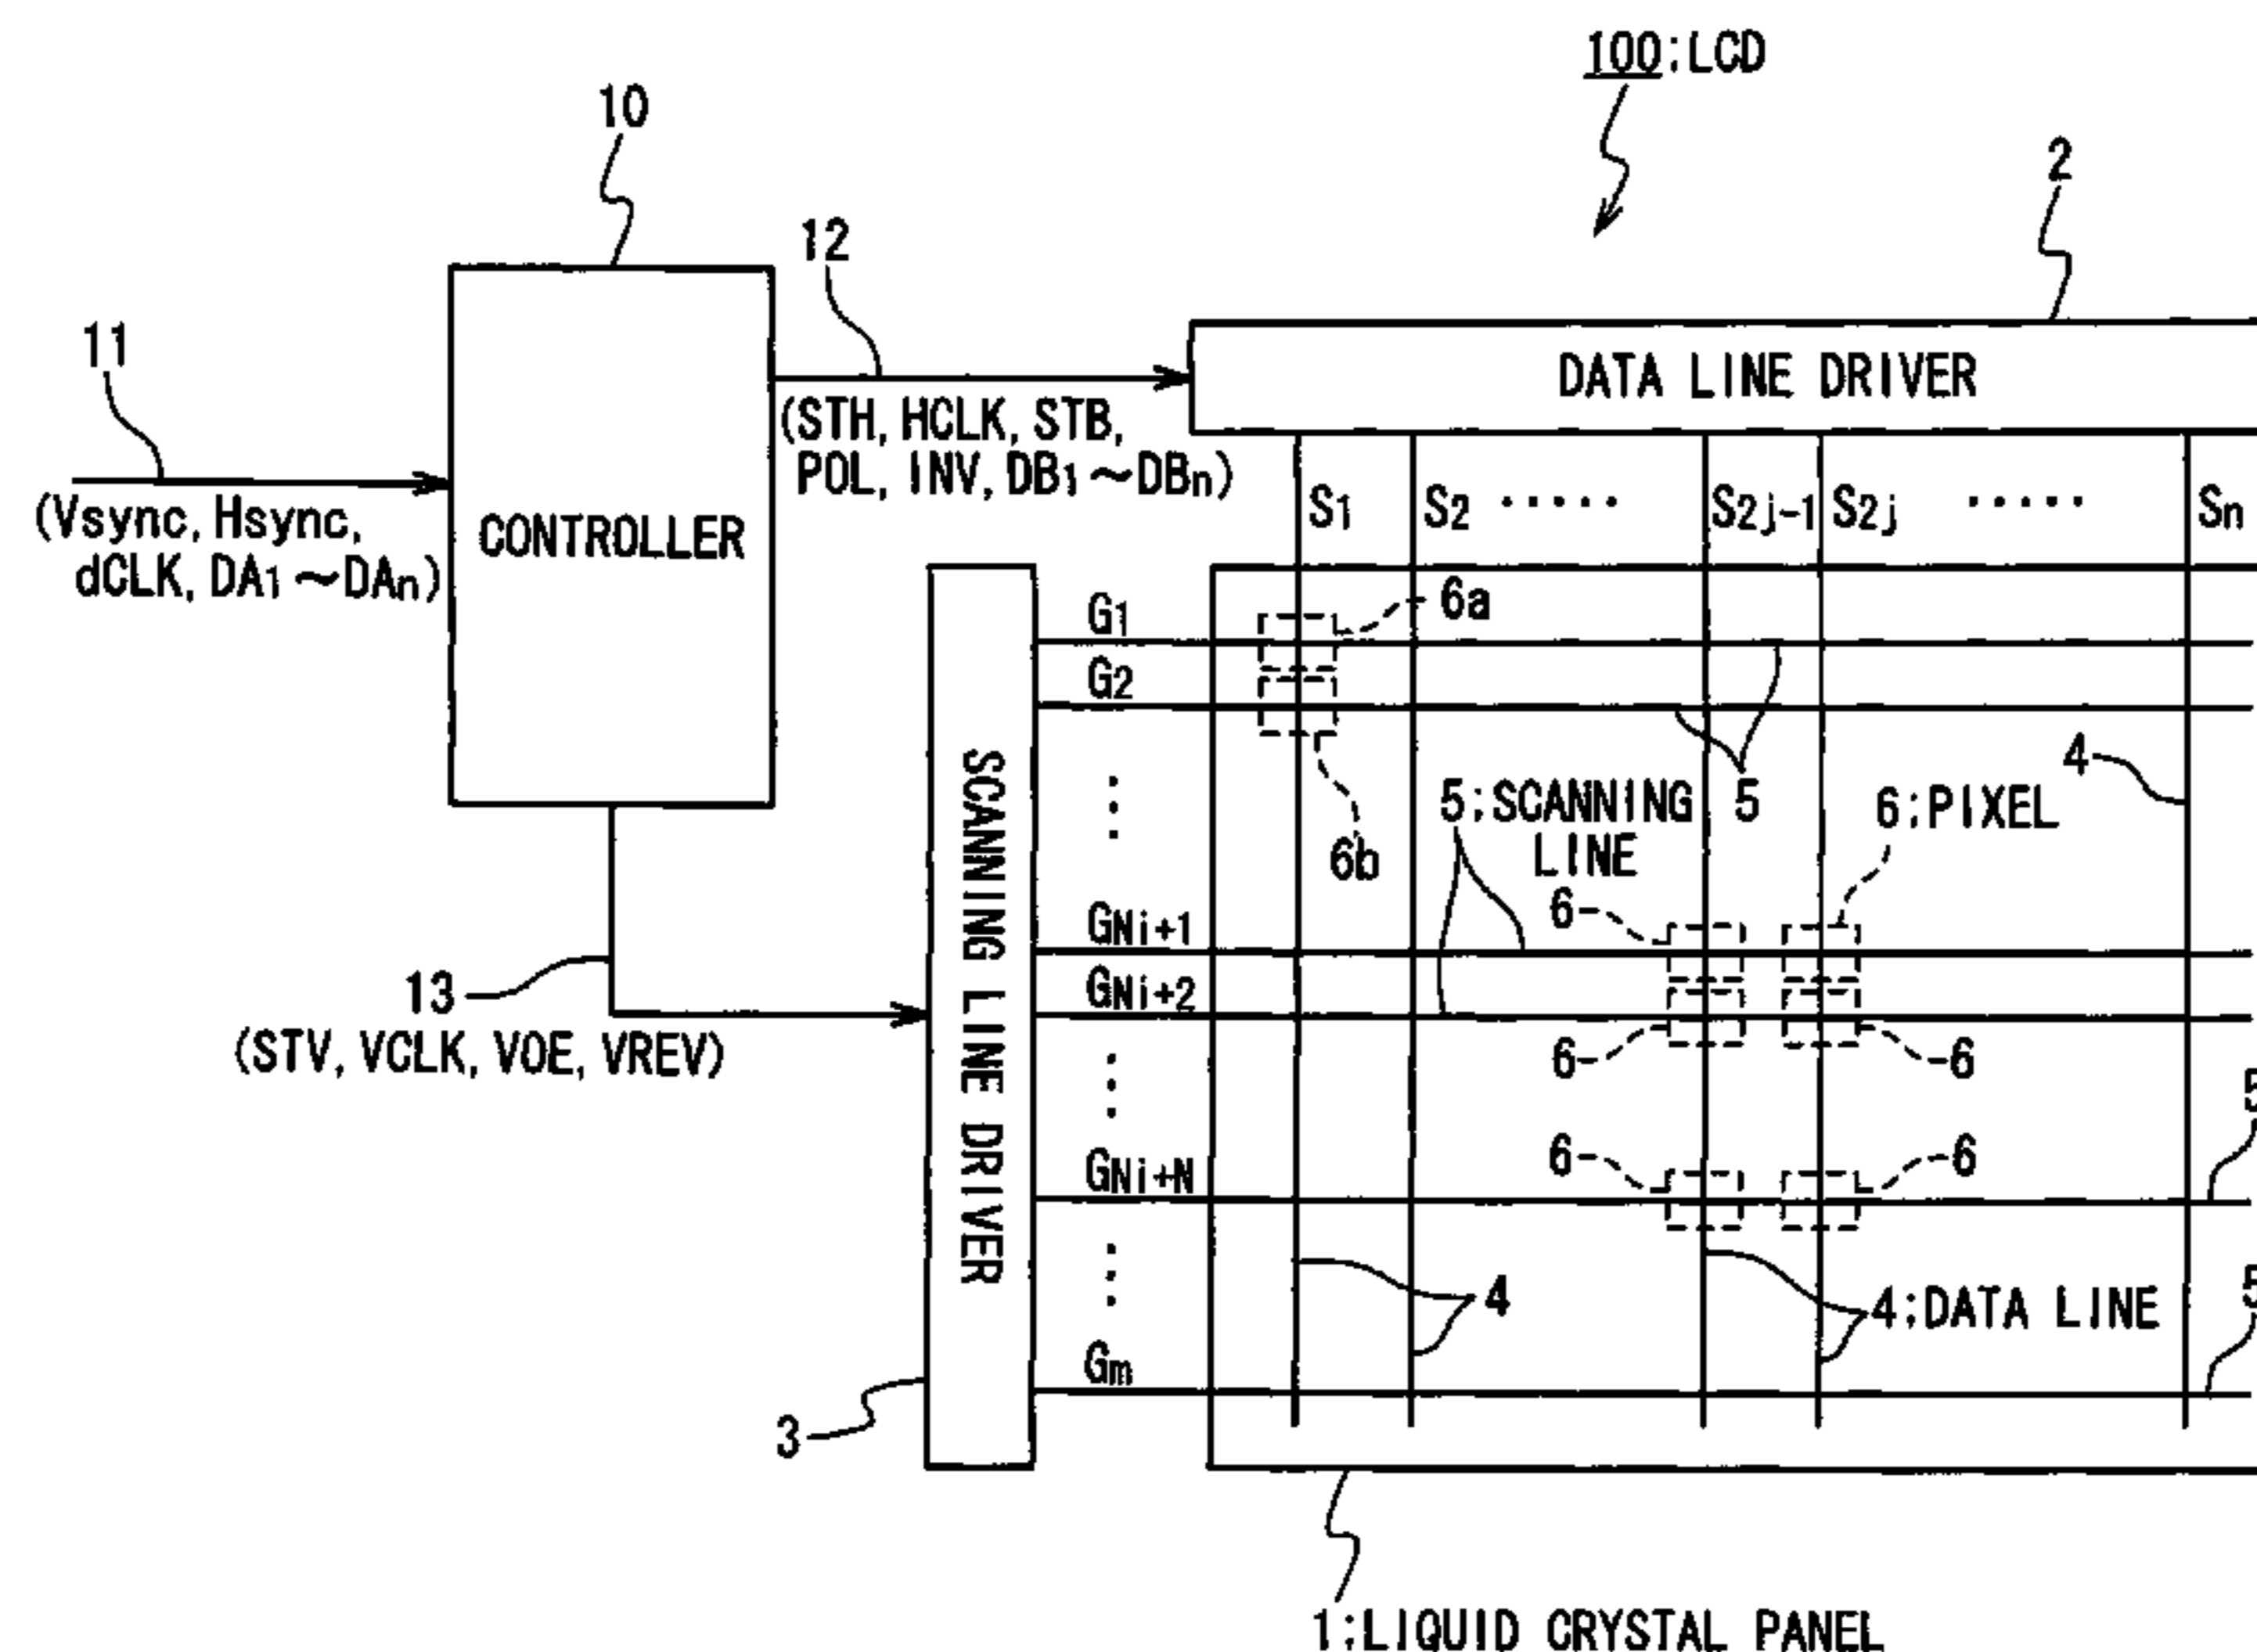 100:LCD
10
2
12
11
DATA LINE DRIVER
(STH, HCLK, STB,
POL, INV, DB1~DBn)
(Vsync, Hsync,
dCLK, DA1~DAn)
CONTROLLER
S1 S2 ····· S2j-1 S2j ····· Sn
G1
6a
G2
4
5:SCANNING
LINE
5
6:PIXEL
6b
SCANNING LINE DRIVER
GNi+1
6
13
GNi+2
(STV, VCLK, VOE, VREV)
6
6
5
GNi+N
6
6
4
4:DATA LINE
5
Gm
3
1:LIQUID CRYSTAL PANEL